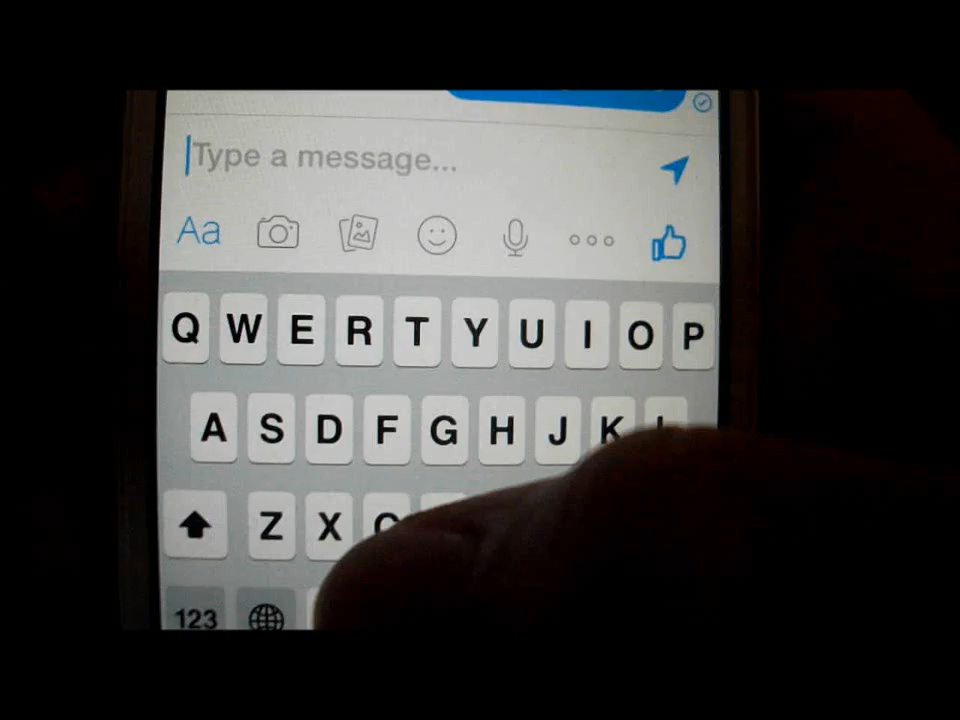 Type a message...
Aa
Q W E R T Y U I O P
A S D F G H J K
Z X C
123